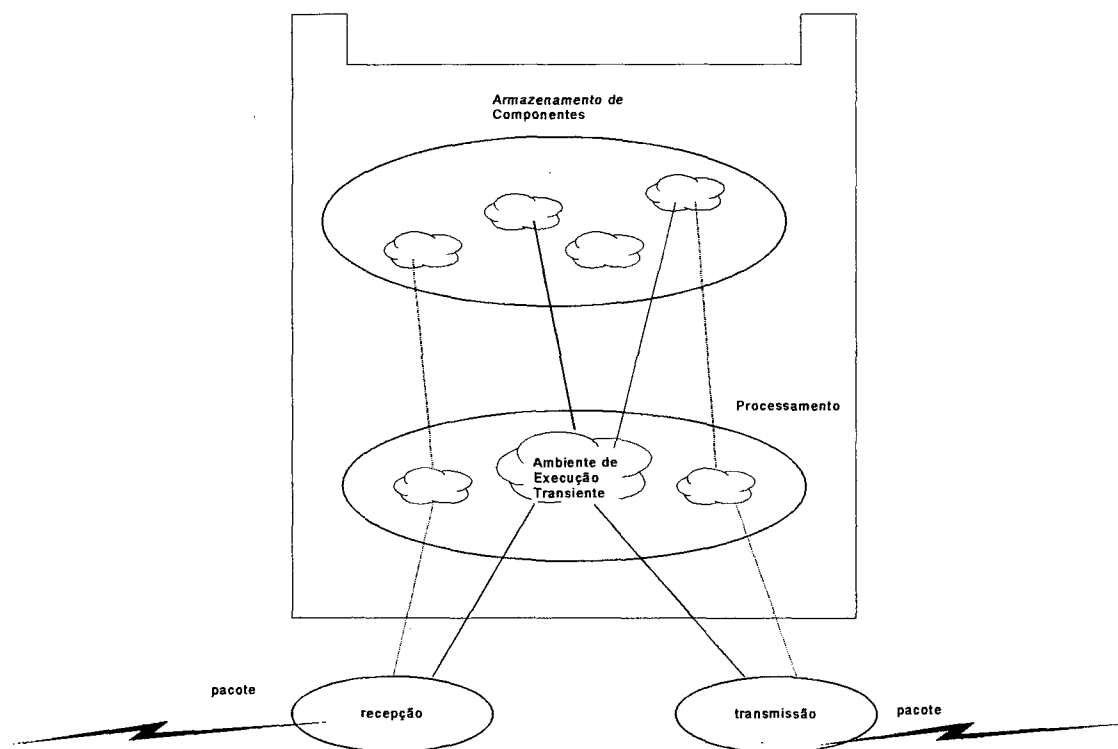 Armazenamento de
Componentes
Processamento
Ambiente de
Execução
Transiente
pacote
recepção
transmissão
pacote